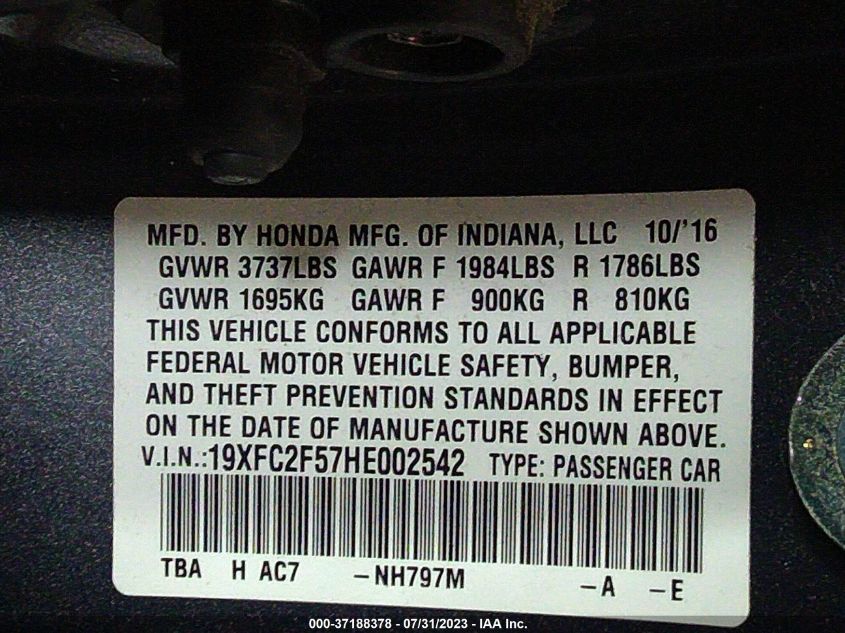 MFD. BY HONDA MFG. OF INDIANA, LLC 10/'16
GVWR 3737LBS GAWR F 1984LBS R 1786LBS
GVWR 1695KG GAWR F 900KG R 810KG
THIS VEHICLE CONFORMS TO ALL APPLICABLE
FEDERAL MOTOR VEHICLE SAFETY, BUMPER,
AND THEFT PREVENTION STANDARDS IN EFFECT
ON THE DATE OF MANUFACTURE SHOWN ABOVE.
V.I.N.:19XFC2F57HE002542 TYPE: PASSENGER CAR
TBA H AC7 -NH797M -A -E
000-37188378 - 07/31/2023 - IAA Inc.